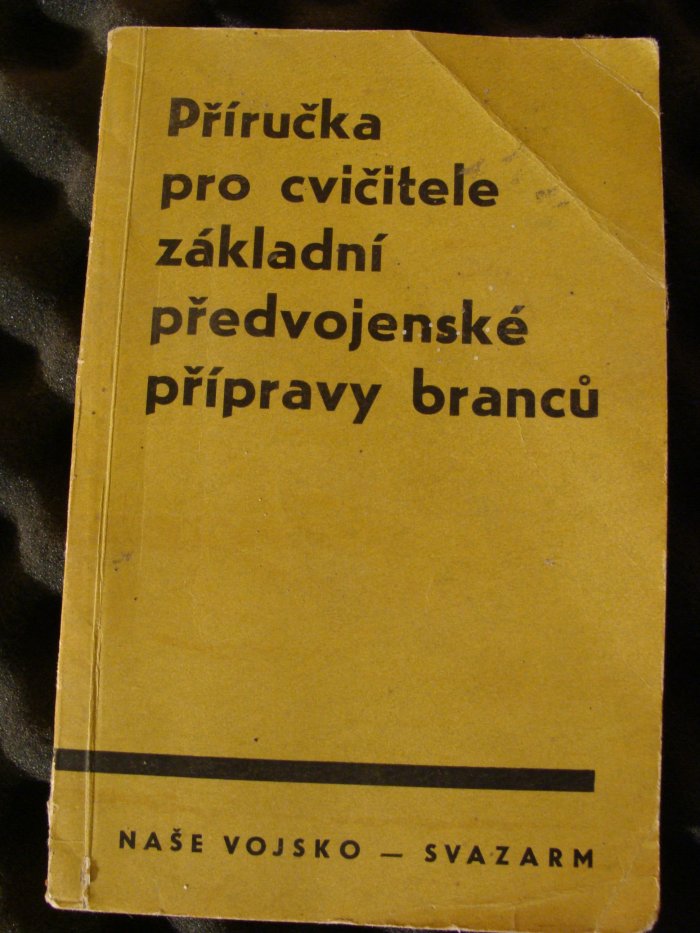 Příručka
pro cvičitele
základní
předvojenské
přípravy branců
NAŠE VOJSKO — SVAZARM